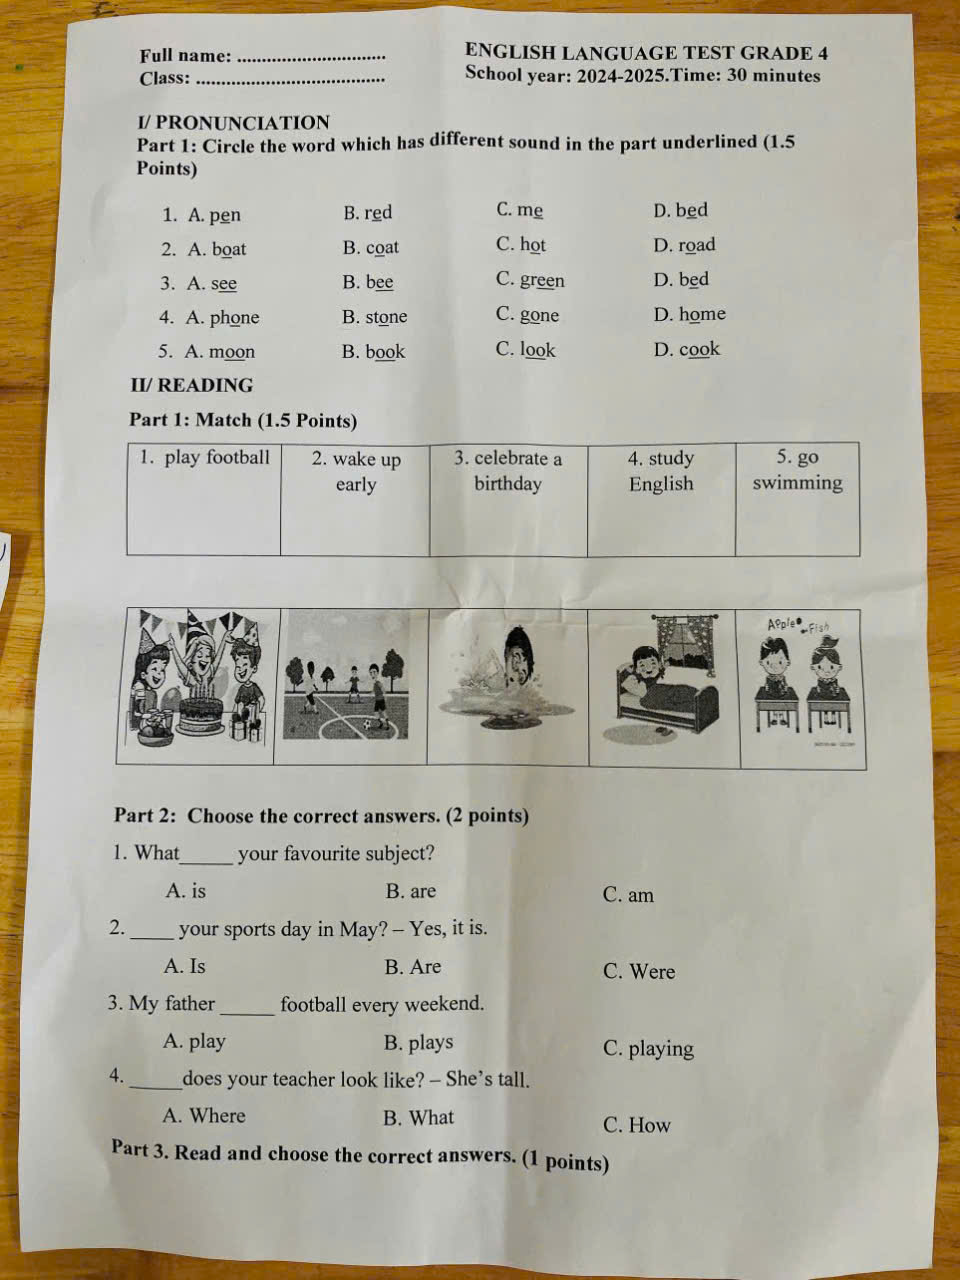 Full name: ................................
ENGLISH LANGUAGE TEST GRADE 4
Class: ........................................
School year: 2024-2025.Time: 30 minutes
I/ PRONUNCIATION
Part 1: Circle the word which has different sound in the part underlined (1.5
Points)
1. A. pen B. red C. me D. bed
2. A. boat B. coat C. hot D. road
3. A. see B. bee C. green D. bed
4. A. phone B. stone C. gone D. home
5. A. moon B. book C. look D. cook
II/ READING
Part 1: Match (1.5 Points)
1. play football
2. wake up
early
3. celebrate a
birthday
4. study
English
5. go
swimming
Apple
Fish
Part 2: Choose the correct answers. (2 points)
1. What_____ your favourite subject?
A. is B. are C. am
2. ____ your sports day in May? – Yes, it is.
A. Is B. Are C. Were
3. My father _____ football every weekend.
A. play B. plays C. playing
4. _____does your teacher look like? – She's tall.
A. Where B. What C. How
Part 3. Read and choose the correct answers. (1 points)